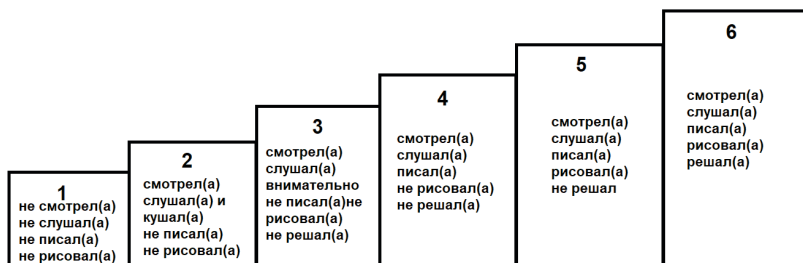 1
не смотрел(а)
не слушал(а)
не писал(а)
не рисовал(а)
2
смотрел(а)
слушал(а) и
кушал(а)
не писал(а)
не рисовал(а)
3
смотрел(а)
слушал(а)
внимательно
не писал(а)не
рисовал(а)
не решал(а)
4
смотрел(а)
слушал(а)
писал(а)
не рисовал(а)
не решал(а)
5
смотрел(а)
слушал(а)
писал(а)
рисовал(а)
не решал
6
смотрел(а)
слушал(а)
писал(а)
рисовал(а)
решал(а)